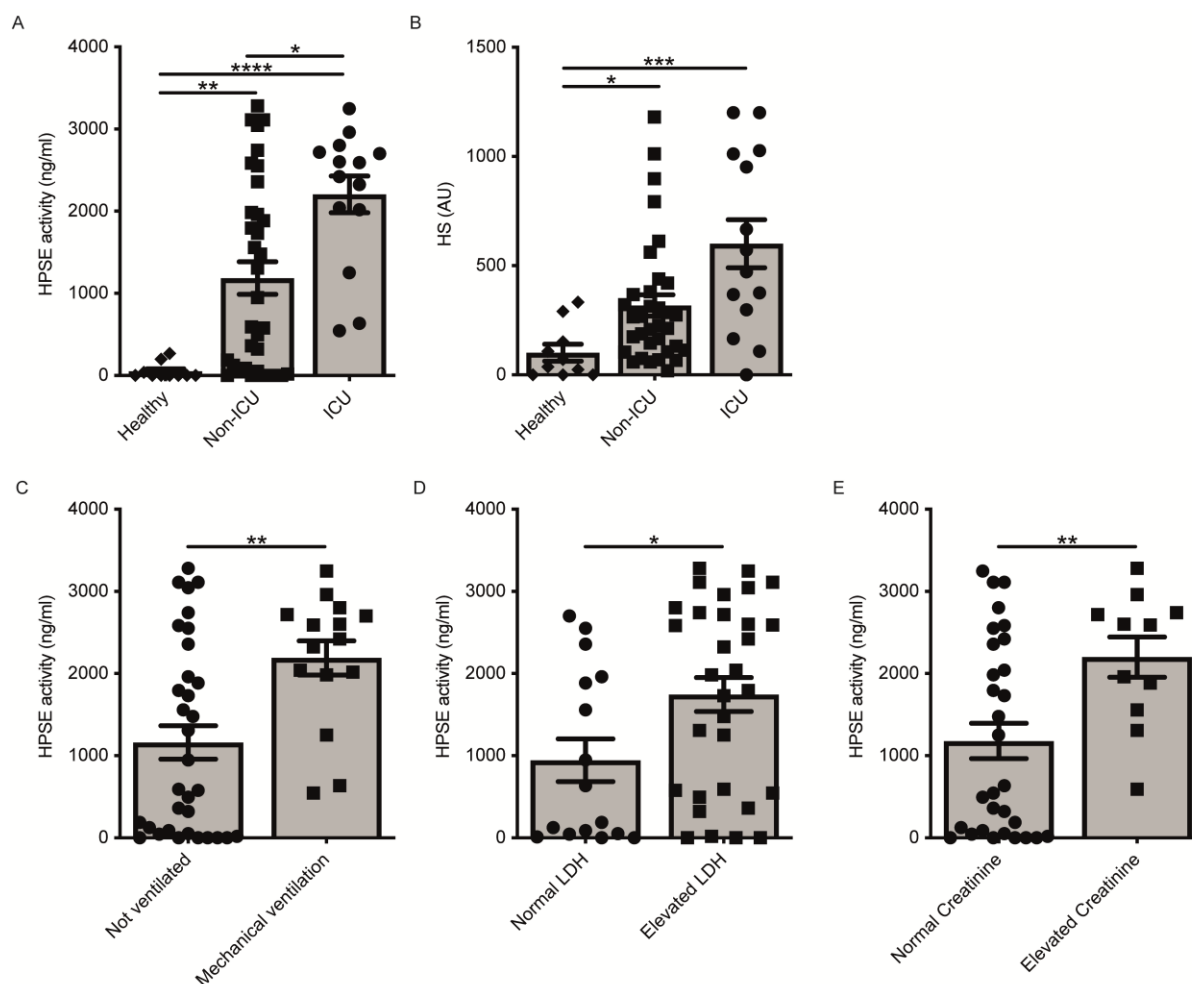 A
HPSE activity (ng/ml)
4000
3000
2000
1000
0
*
****
**
Healthy
Non-ICU
ICU
B
HS (AU)
1500
1000
500
0
***
*
Healthy
Non-ICU
ICU
C
HPSE activity (ng/ml)
4000
3000
2000
1000
0
**
Not ventilated
Mechanical ventilation
D
HPSE activity (ng/ml)
4000
3000
2000
1000
0
*
Normal LDH
Elevated LDH
E
HPSE activity (ng/ml)
4000
3000
2000
1000
0
**
Normal Creatinine
Elevated Creatinine